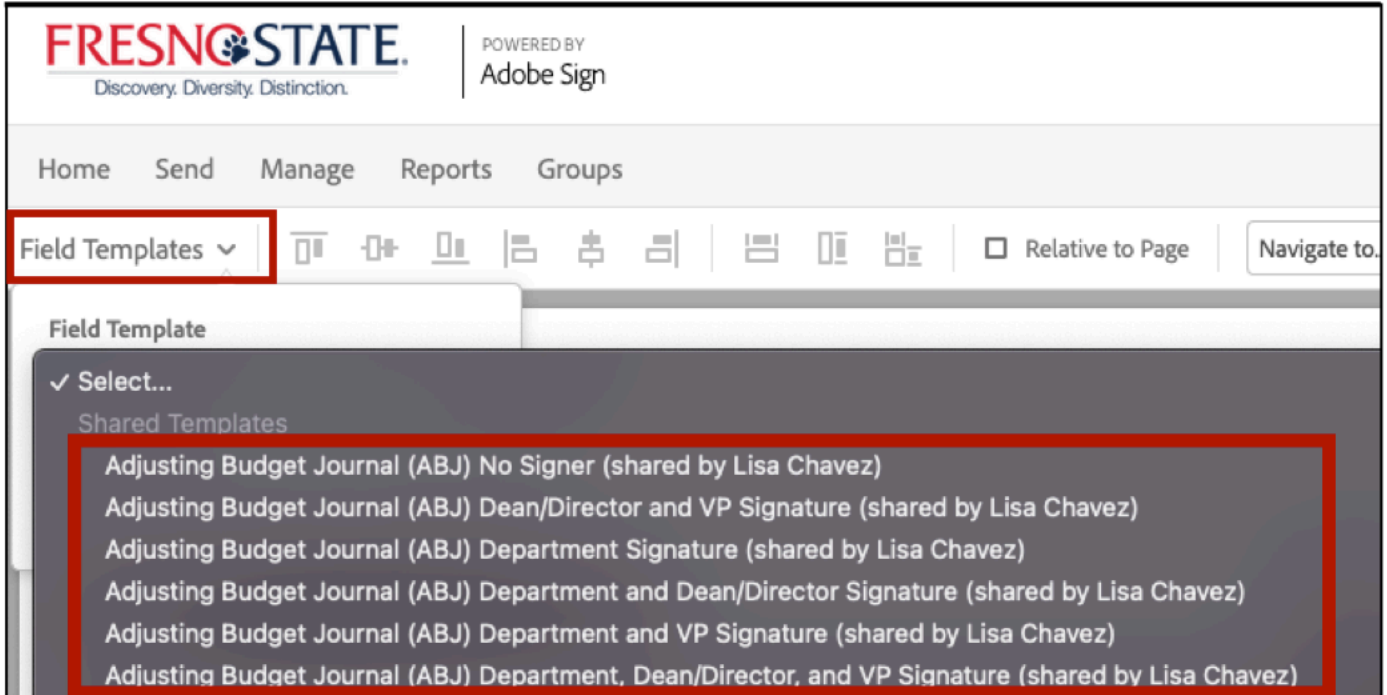 FRESNO STATE.
Discovery. Diversity. Distinction.
POWERED BY
Adobe Sign
Home Send Manage Reports Groups
Field Templates Relative to Page Navigate to..
Field Template
✓ Select...
Shared Templates
Adjusting Budget Journal (ABJ) No Signer (shared by Lisa Chavez)
Adjusting Budget Journal (ABJ) Dean/Director and VP Signature (shared by Lisa Chavez)
Adjusting Budget Journal (ABJ) Department Signature (shared by Lisa Chavez)
Adjusting Budget Journal (ABJ) Department and Dean/Director Signature (shared by Lisa Chavez)
Adjusting Budget Journal (ABJ) Department and VP Signature (shared by Lisa Chavez)
Adjusting Budget Journal (ABJ) Department, Dean/Director, and VP Signature (shared by Lisa Chavez)